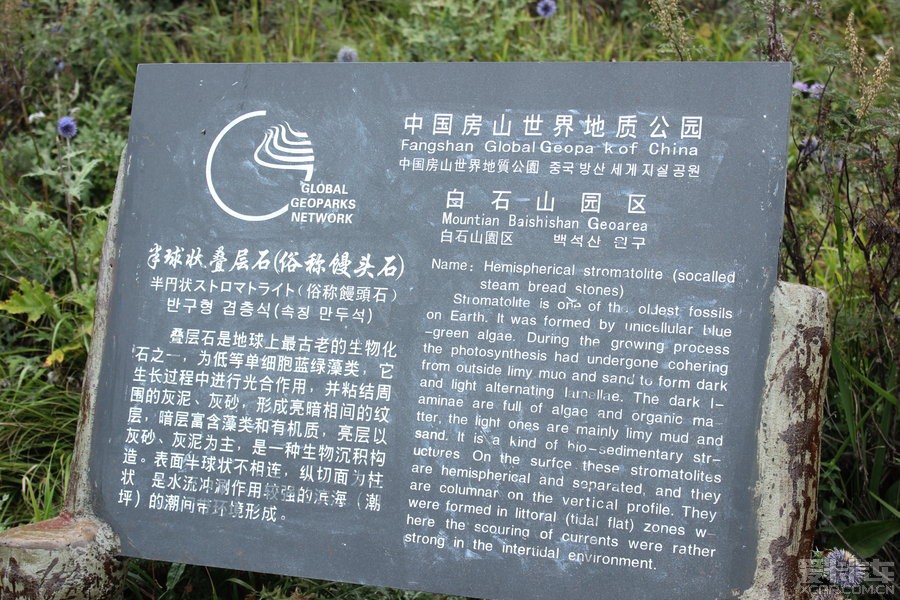 GLOBAL
GEOPARKS
NETWORK
中国房山世界地质公园
Fangshan Global Geopa k of China
中国房山世界地質公園 중국 방산 세계 지질 공원
白石山园区
Mountian Baishishan Geoarea
白石山園区 백석산 원구
半球状叠层石(俗称馒头石)
半円状ストロマトライト(俗称饅頭石)
반구형 겹층식(속칭 만두석)
叠层石是地球上最古老的生物化
石之一,为低等单细胞蓝绿藻类,它
生长过程中进行光合作用,并粘结周
围的灰泥、灰砂,形成亮暗相间的纹
层,暗层富含藻类和有机质,亮层以
灰砂、灰泥为主,是一种生物沉积构
造。表面半球状不相连,纵切面为柱
状 是水流冲涮作用较强的滨海(潮
坪)的潮间带环境形成。
Name: Hemispherical stromatolite (socalled
steam bread stones)
Stromatolite is one of the oldest fossils
on Earth. It was formed by unicellular blue
-green algae. During the growing process
the photosynthesis had undergone cohering
from outside limy mud and sand to form dark
and light alternating lamellae. The dark l-
aminae are full of algae and organic ma-
tter, the light ones are mainly limy mud and
sand. It is a kind of bio-sedimentary str-
uctures On the surfce these stromatolites
are hemispherical and separated, and they
are columnar on the vertical profile. They
were formed in littoral (tidal flat) zones w-
here the scouring of currents were rather
strong in the intertidal environment.
爱卡汽车
XCAR.COM.CN